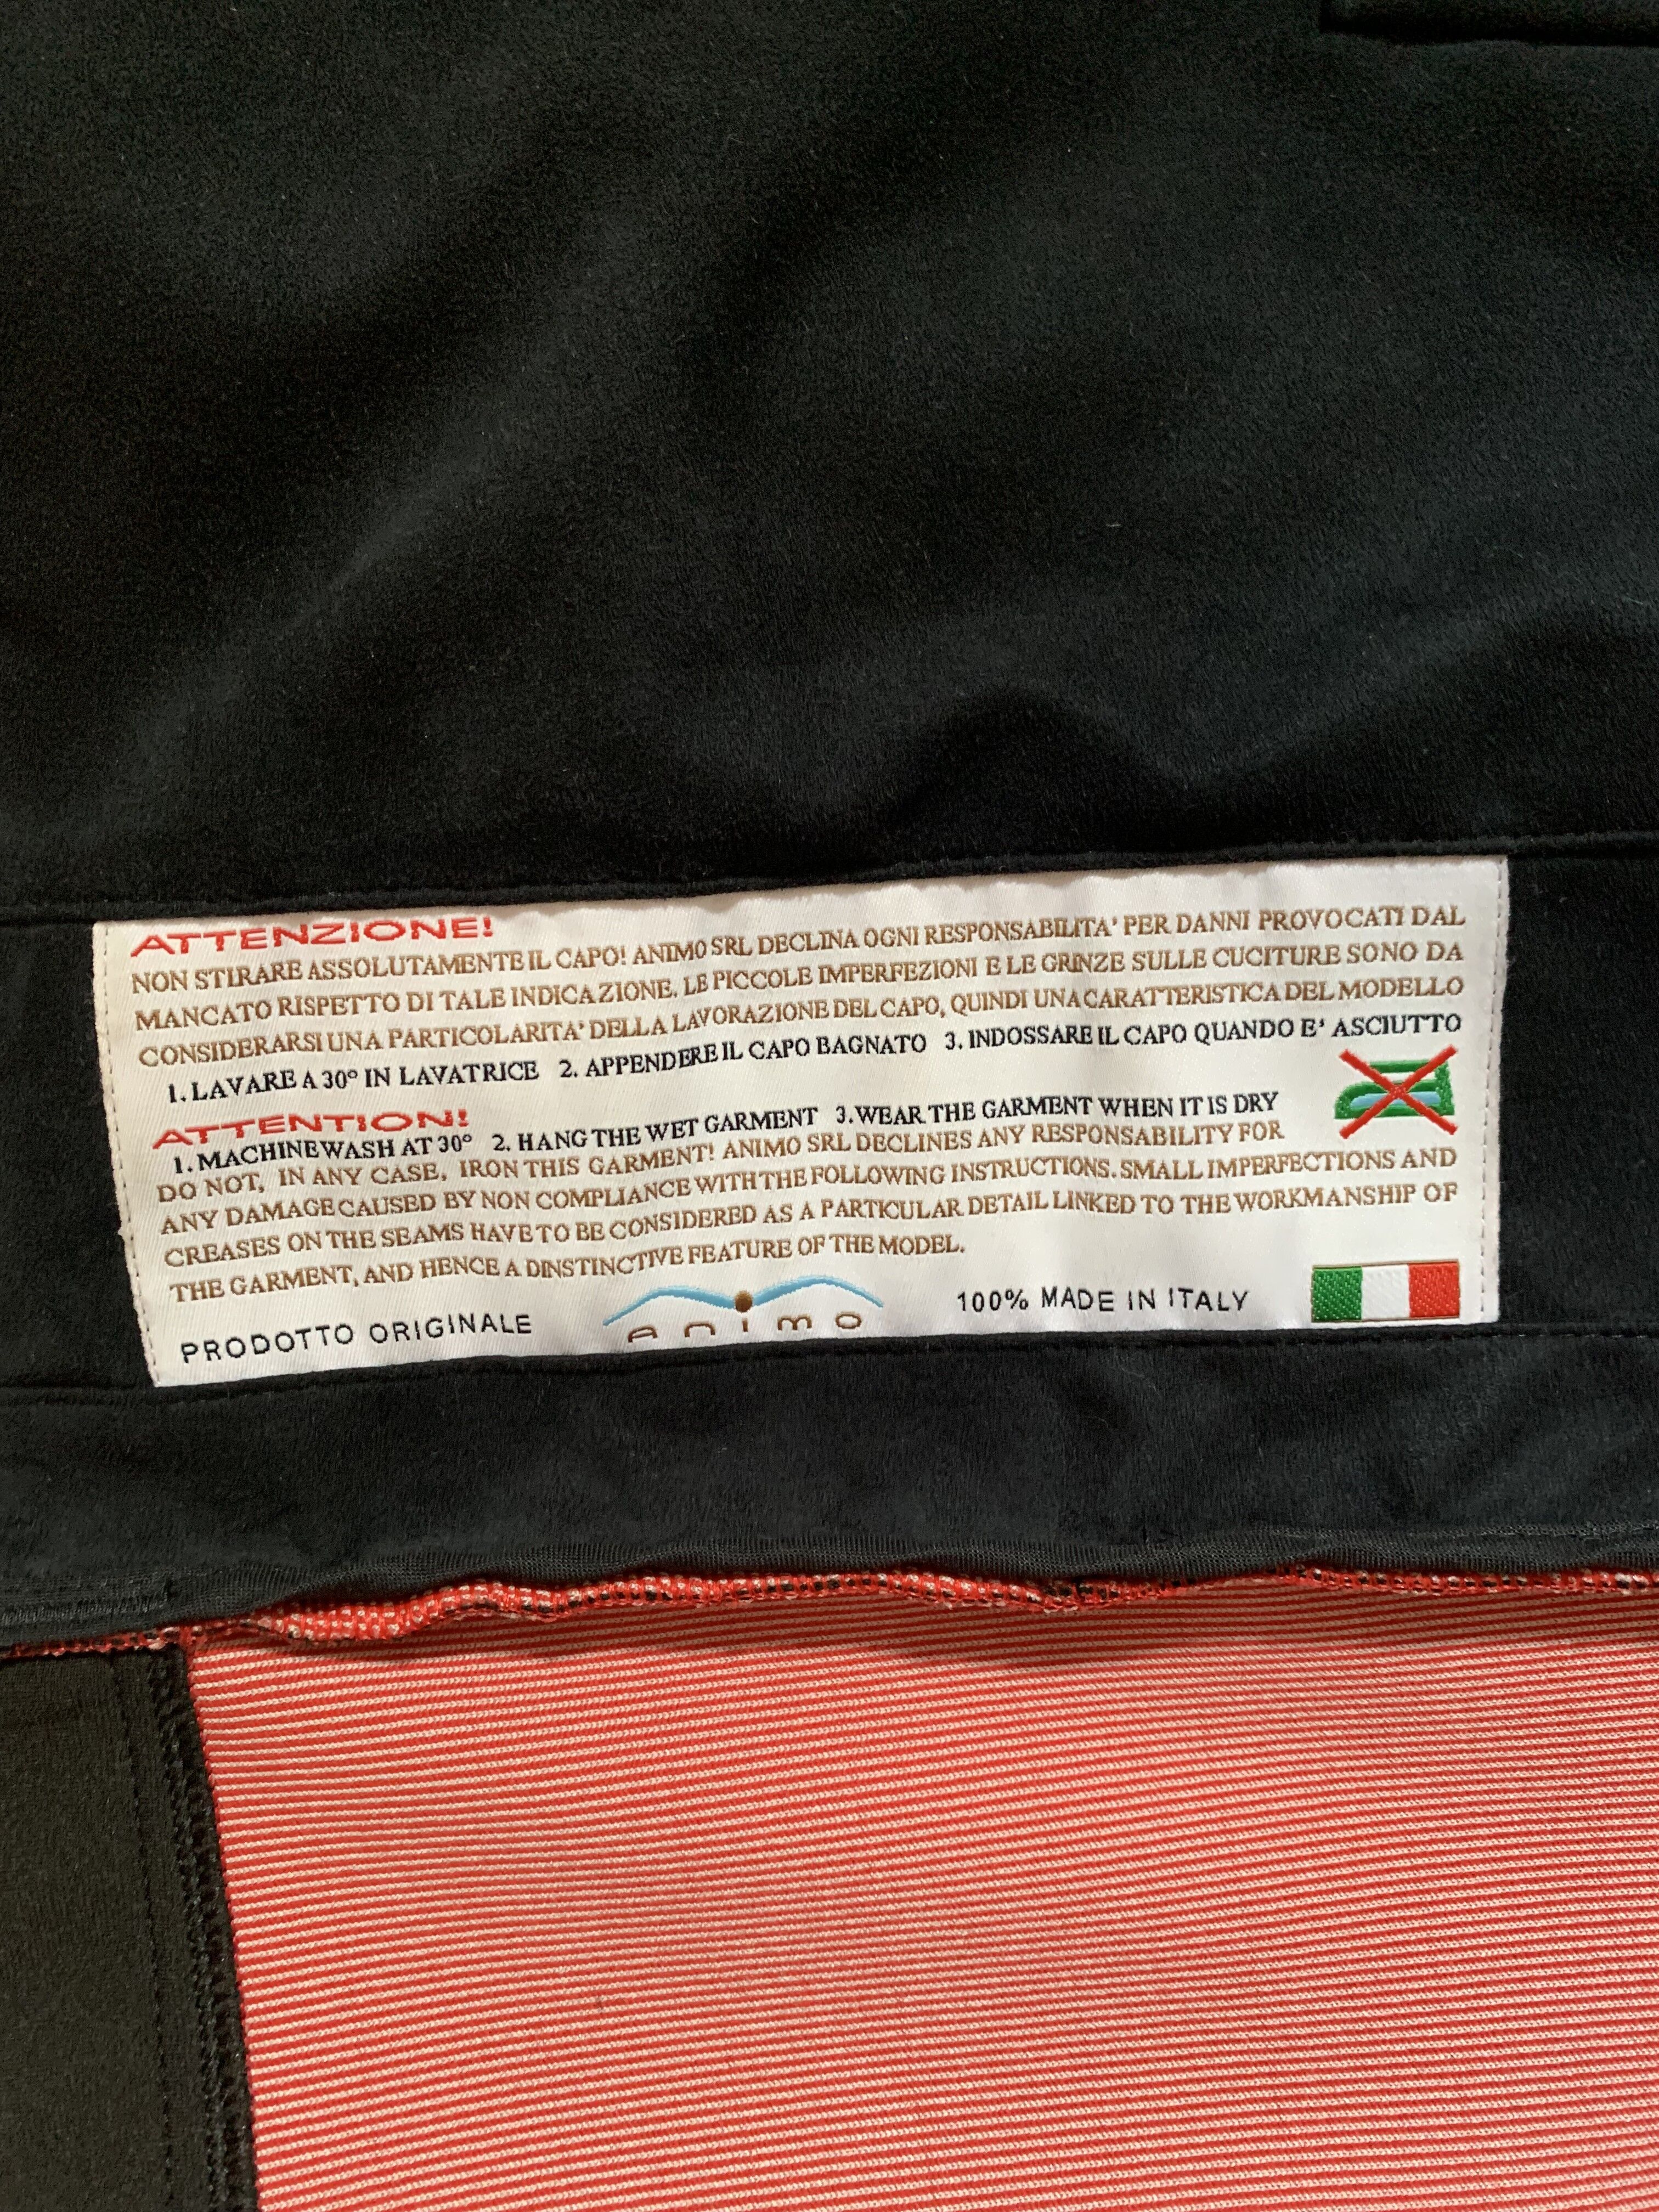 ATTENZIONE!
NON STIRARE ASSOLUTAMENTE IL CAPO! ANIMO SRL DECLINA OGNI RESPONSABILITA' PER DANNI PROVOCATI DAL
MANCATO RISPETTO DI TALE INDICAZIONE. LE PICCOLE IMPERFEZIONI E LE GRINZE SULLE CUCITURE SONO DA
CONSIDERARSI UNA PARTICOLARITA' DELLA LAVORAZIONE DEL CAPO, QUINDI UNA CARATTERISTICA DEL MODELLO
1. LAVARE A 30° IN LAVATRICE 2. APPENDERE IL CAPO BAGNATO 3. INDOSSARE IL CAPO QUANDO E' ASCIUTTO
ATTENTION!
1. MACHINE WASH AT 30° 2. HANG THE WET GARMENT 3. WEAR THE GARMENT WHEN IT IS DRY
DO NOT, IN ANY CASE, IRON THIS GARMENT! ANIMO SRL DECLINES ANY RESPONSABILITY FOR
ANY DAMAGE CAUSED BY NON COMPLIANCE WITH THE FOLLOWING INSTRUCTIONS. SMALL IMPERFECTIONS AND
CREASES ON THE SEAMS HAVE TO BE CONSIDERED AS A PARTICULAR DETAIL LINKED TO THE WORKMANSHIP OF
THE GARMENT, AND HENCE A DINSTINCTIVE FEATURE OF THE MODEL.
PRODOTTO ORIGINALE animo 100% MADE IN ITALY